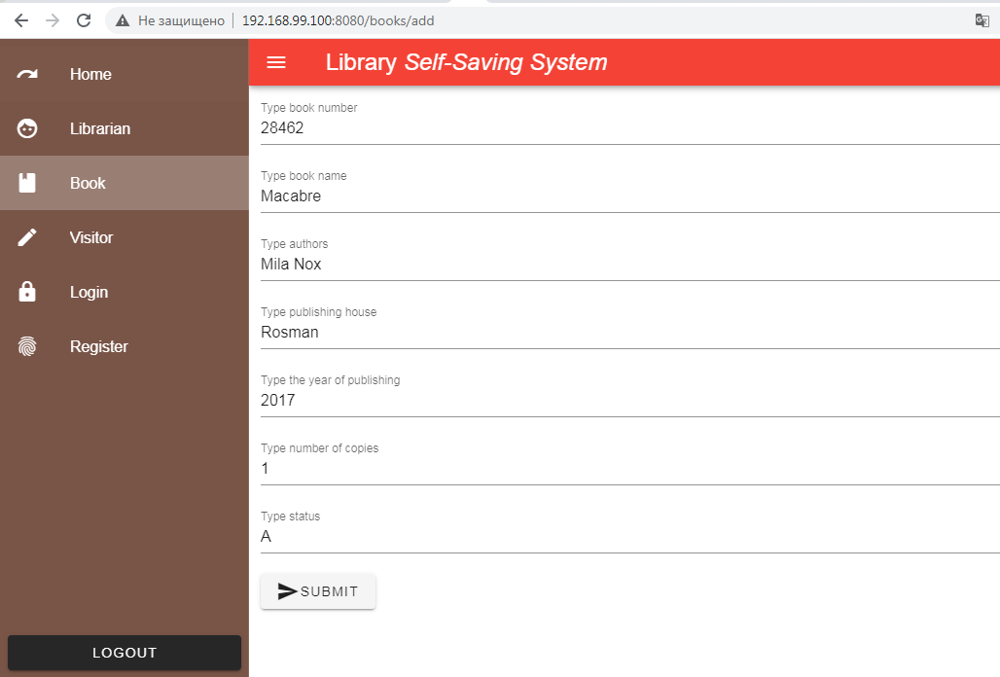 Не защищено
192.168.99.100:8080/books/add
Home
Librarian
Book
Visitor
Login
Register
LOGOUT
Library Self-Saving System
Type book number
28462
Type book name
Macabre
Type authors
Mila Nox
Type publishing house
Rosman
Type the year of publishing
2017
Type number of copies
1
Type status
A
SUBMIT